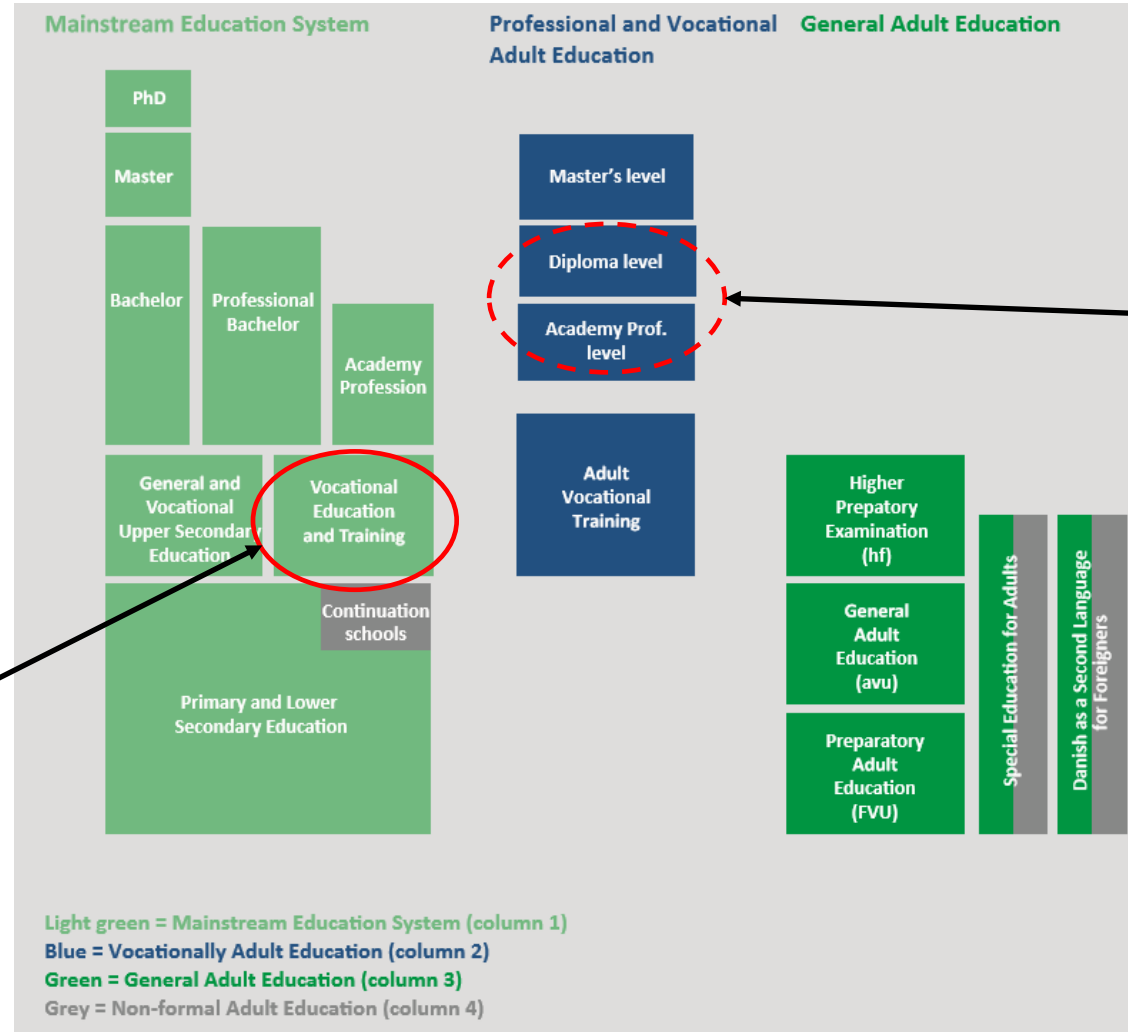 Mainstream Education System
Professional and Vocational
Adult Education
General Adult Education
PhD
Master
Bachelor
Professional
Bachelor
Academy
Profession
General and
Vocational
Upper Secondary
Education
Vocational
Education
and Training
Continuation
schools
Primary and Lower
Secondary Education
Master's level
Diploma level
Academy Prof.
level
Adult
Vocational
Training
Higher
Prepatory
Examination
(hf)
General
Adult
Education
(avu)
Preparatory
Adult
Education
(FVU)
Special Education for Adults
Danish as a Second Language
for Foreigners
Light green = Mainstream Education System (column 1)
Blue = Vocationally Adult Education (column 2)
Green = General Adult Education (column 3)
Grey = Non-formal Adult Education (column 4)